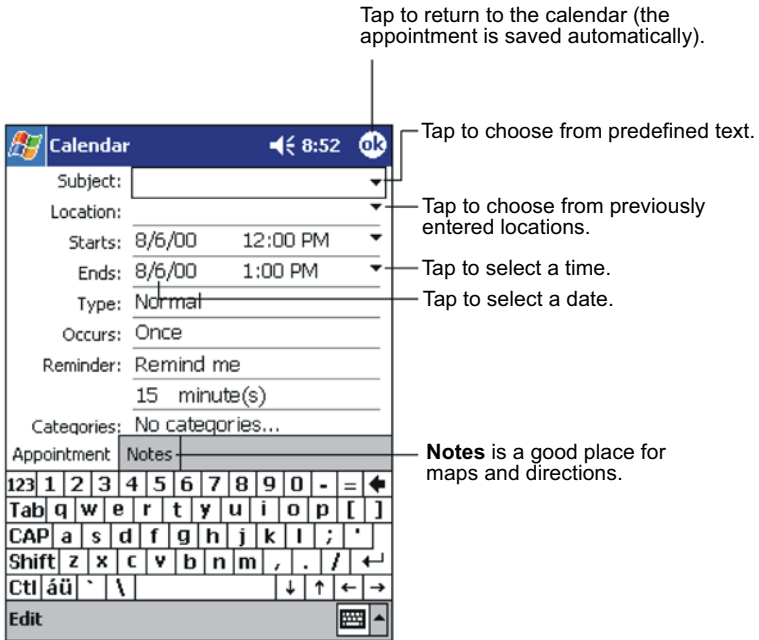 Tap to return to the calendar (the
appointment is saved automatically).
Calendar 8:52 ok
Tap to choose from predefined text.
Subject:
Location:
Tap to choose from previously
entered locations.
Starts: 8/6/00 12:00 PM
Ends: 8/6/00 1:00 PM
Tap to select a time.
Type: Normal
Tap to select a date.
Occurs: Once
Reminder: Remind me
15 minute(s)
Categories: No categories...
Appointment Notes
Notes is a good place for
maps and directions.
123 1 2 3 4 5 6 7 8 9 0 - = ←
Tab q w e r t y u i o p [ ]
CAP a s d f g h j k l ; '
Shift z x c v b n m , . / ↵
Ctl áü ` \ ↓ ↑ ← →
Edit